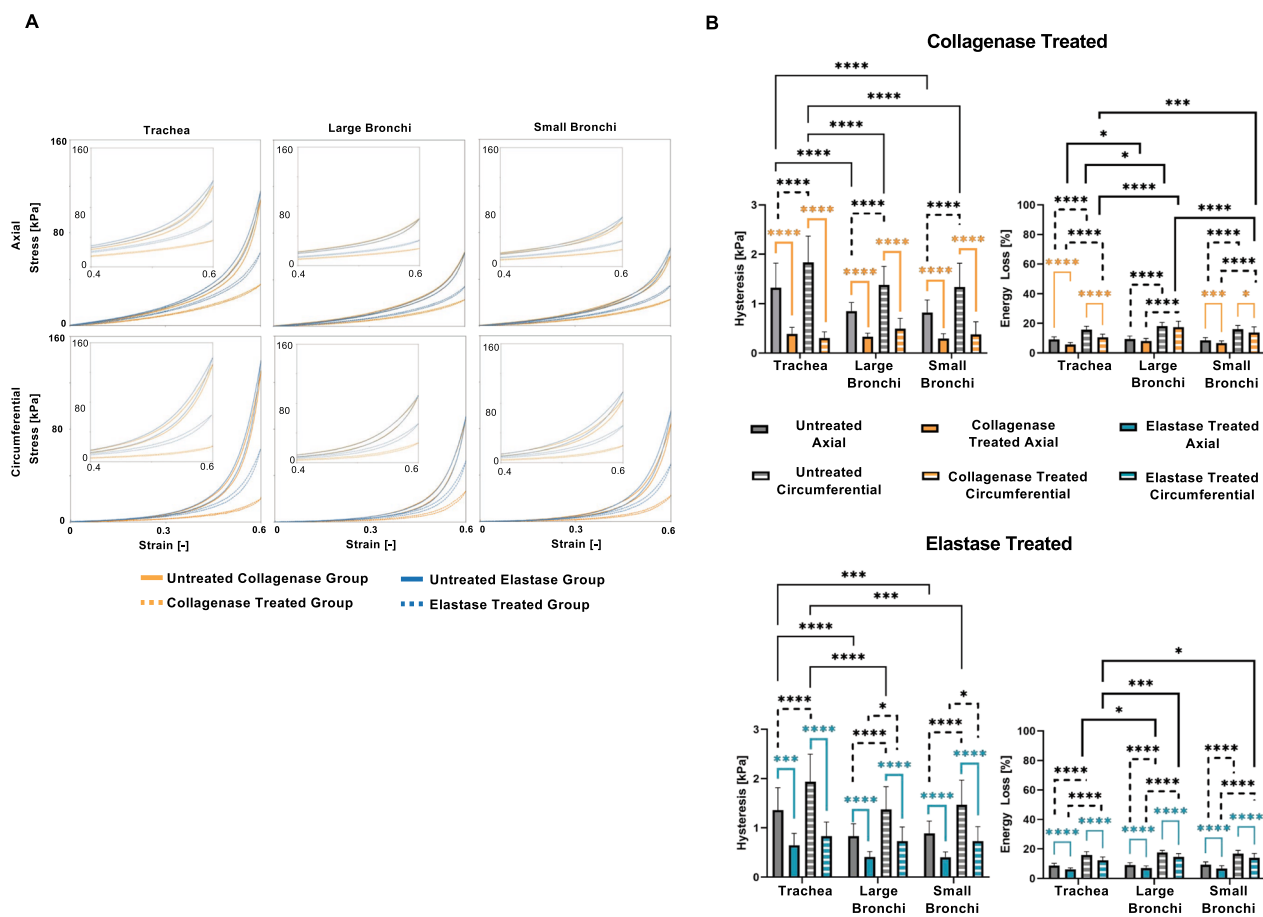 A
Trachea
Large Bronchi
Small Bronchi
Axial
Stress [kPa]
160
80
0
160
80
0
0.4
0.6
160
80
0
0.4
0.6
160
80
0
0.4
0.6
Circumferential
Stress [kPa]
160
80
0
160
80
0
0.4
0.6
160
80
0
0.4
0.6
160
80
0
0.4
0.6
0
0.3
0.6
0
0.3
0.6
0
0.3
0.6
Strain [-]
Strain [-]
Strain [-]
Untreated Collagenase Group
Untreated Elastase Group
Collagenase Treated Group
Elastase Treated Group
B
Collagenase Treated
****
****
****
****
****
****
****
****
****
****
****
****
****
Hysteresis [kPa]
3
2
1
0
Trachea
Large
Bronchi
Small
Bronchi
***
*
*
****
****
****
****
****
****
****
****
****
****
***
*
Energy Loss [%]
100
80
60
40
20
0
Trachea
Large
Bronchi
Small
Bronchi
Untreated
Axial
Collagenase
Treated Axial
Elastase Treated
Axial
Untreated
Circumferential
Collagenase Treated
Circumferential
Elastase Treated
Circumferential
Elastase Treated
***
***
****
****
****
***
****
*
****
****
****
*
****
****
****
Hysteresis [kPa]
3
2
1
0
Trachea
Large
Bronchi
Small
Bronchi
*
***
*
****
****
****
****
****
****
****
****
****
****
****
****
Energy Loss [%]
100
80
60
40
20
0
Trachea
Large
Bronchi
Small
Bronchi